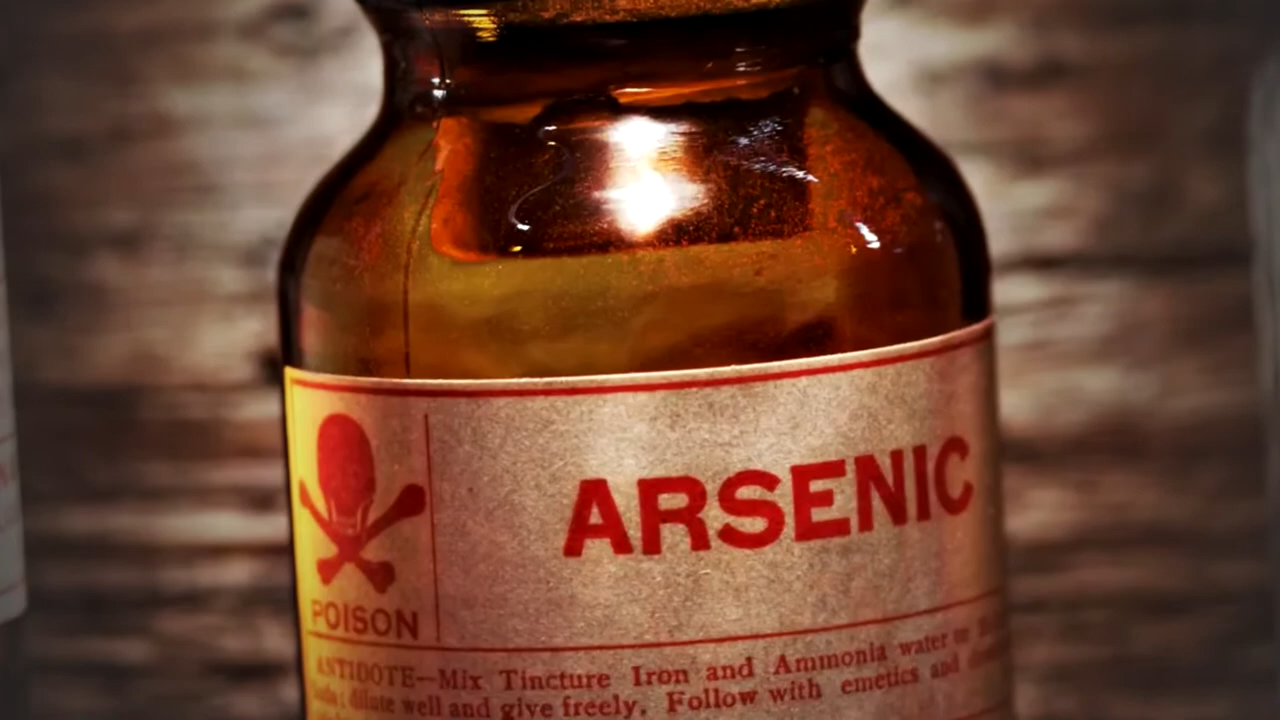 ARSENIC
POISON
ANTIDOTE—Mix Tincture Iron and Ammonia water
dilute well and give freely. Follow with emetics and